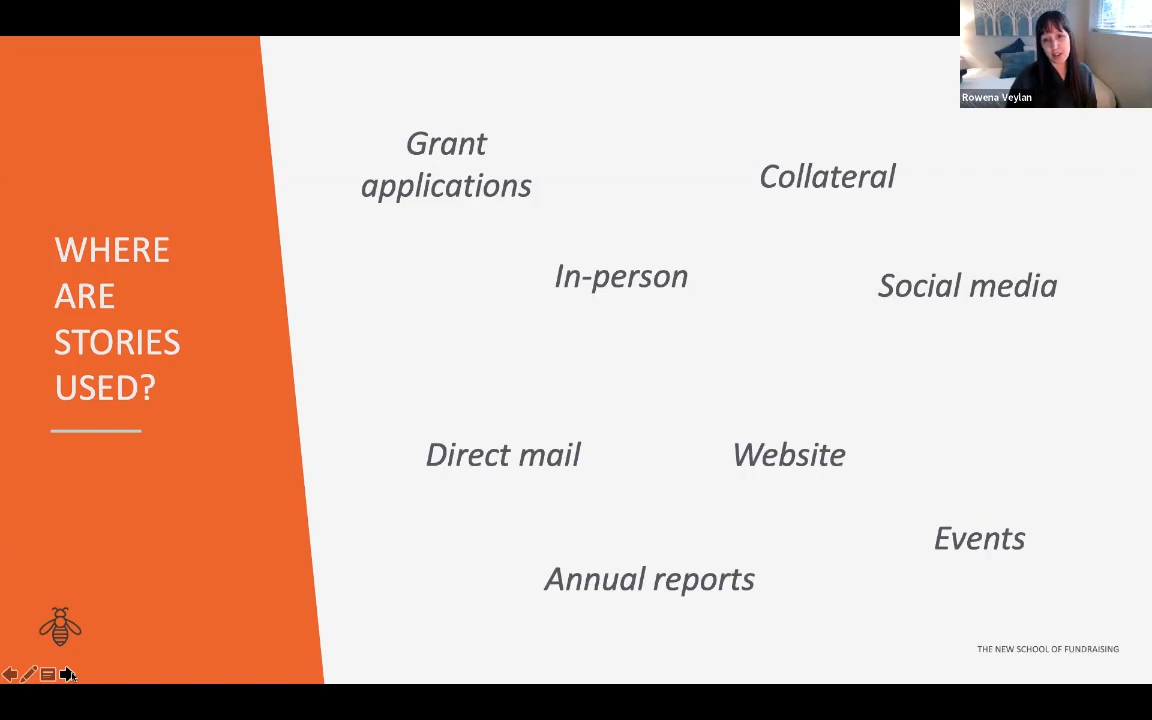 Rowena Veylan
WHERE
ARE
STORIES
USED?
Grant
applications
Collateral
In-person
Social media
Direct mail
Website
Events
Annual reports
THE NEW SCHOOL OF FUNDRAISING